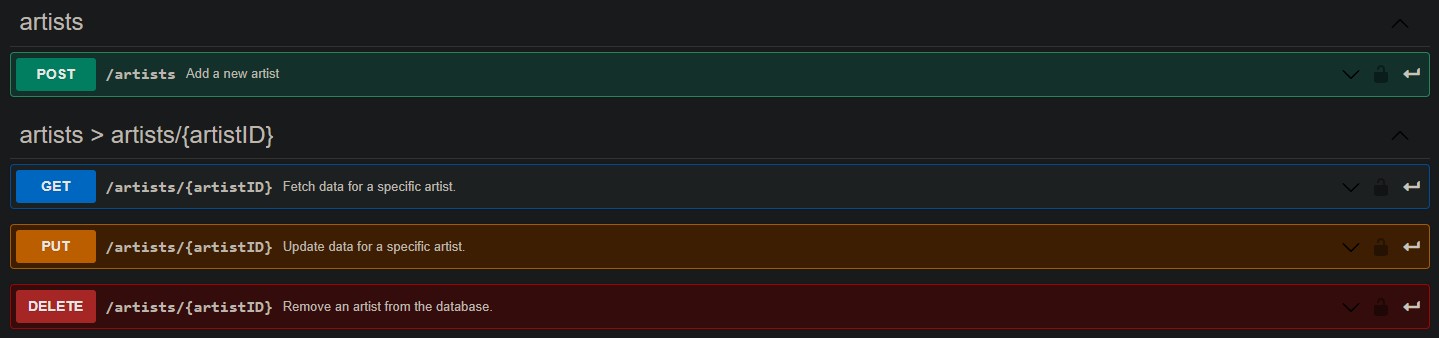 artists
POST /artists Add a new artist
artists > artists/{artistID}
GET /artists/{artistID} Fetch data for a specific artist.
PUT /artists/{artistID} Update data for a specific artist.
DELETE /artists/{artistID} Remove an artist from the database.